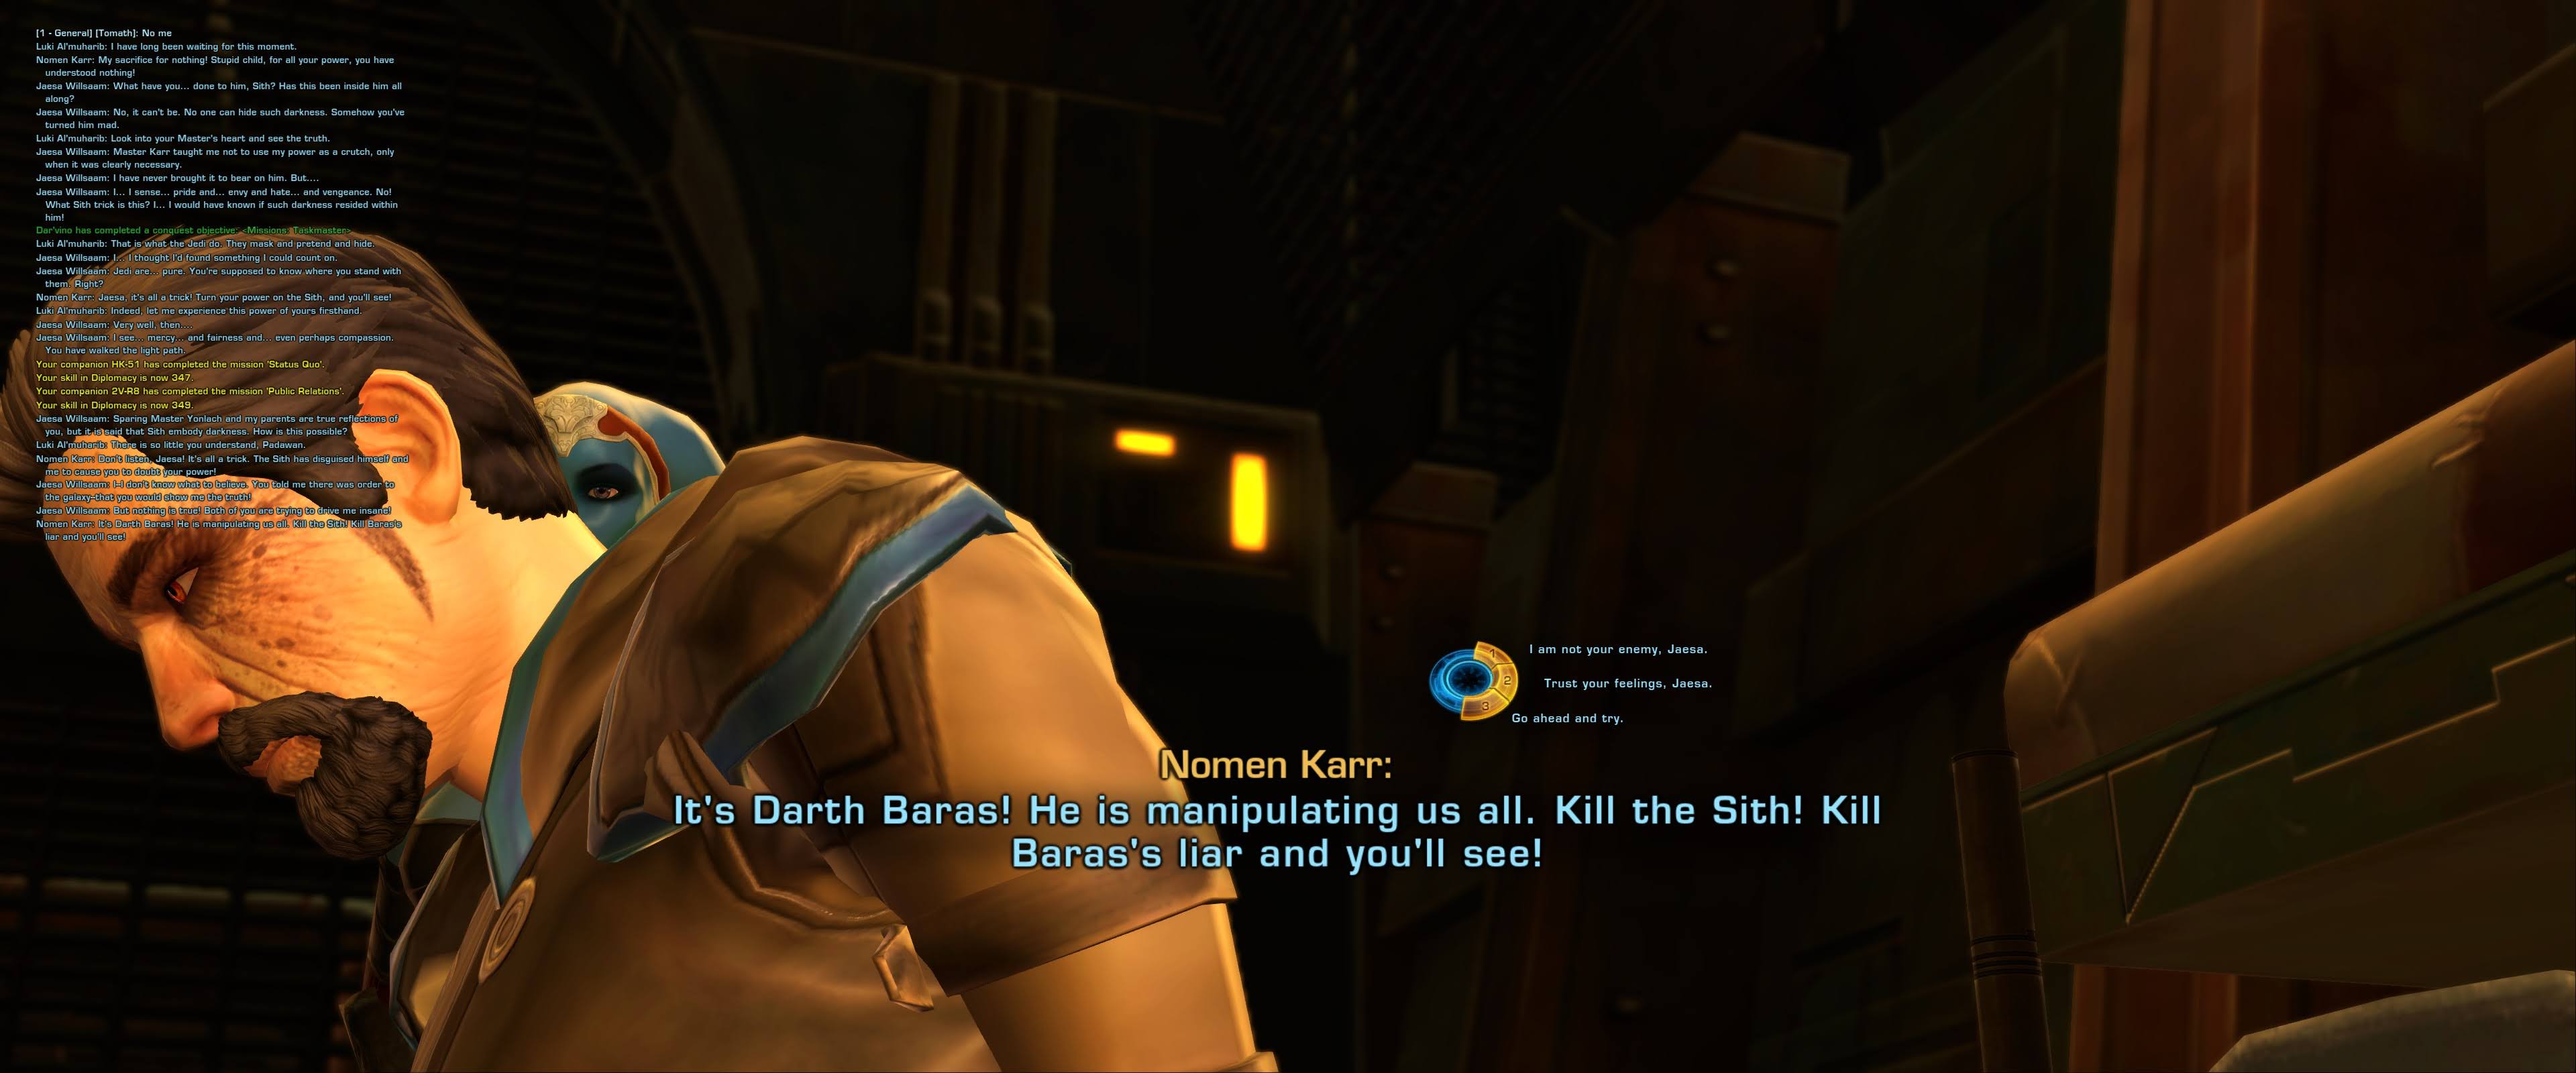 [1 - General] [Tomath]: No me
Luki Al'muharib: I have long been waiting for this moment.
Nomen Karr: My sacrifice for nothing! Stupid child, for all your power, you have
understood nothing!
Jaesa Willsaam: What have you... done to him, Sith? Has this been inside him all
along?
Jaesa Willsaam: No, it can't be. No one can hide such darkness. Somehow you've
turned him mad.
Luki Al'muharib: Look into your Master's heart and see the truth.
Jaesa Willsaam: Master Karr taught me not to use my power as a crutch, only
when it was clearly necessary.
Jaesa Willsaam: I have never brought it to bear on him. But....
Jaesa Willsaam: I... I sense... pride and... envy and hate... and vengeance. No!
What Sith trick is this? I... I would have known if such darkness resided within
him!
Dar'vino has completed a conquest objective: <Missions: Taskmaster>
Luki Al'muharib: That is what the Jedi do. They mask and pretend and hide.
Jaesa Willsaam: I... I thought I'd found something I could count on.
Jaesa Willsaam: Jedi are... pure. You're supposed to know where you stand with
them. Right?
Nomen Karr: Jaesa, it's all a trick! Turn your power on the Sith, and you'll see!
Luki Al'muharib: Indeed, let me experience this power of yours firsthand.
Jaesa Willsaam: Very well, then....
Jaesa Willsaam: I see... mercy... and fairness and... even perhaps compassion.
You have walked the light path.
Your companion HK-51 has completed the mission 'Status Quo'.
Your skill in Diplomacy is now 347.
Your companion 2V-R8 has completed the mission 'Public Relations'.
Your skill in Diplomacy is now 349.
Jaesa Willsaam: Sparing Master Yonlach and my parents are true reflections of
you, but it is said that Sith embody darkness. How is this possible?
Luki Al'muharib: There is so little you understand, Padawan.
Nomen Karr: Don't listen, Jaesa! It's all a trick. The Sith has disguised himself and
me to cause you to doubt your power!
Jaesa Willsaam: I-I don't know what to believe. You told me there was order to
the galaxy-that you would show me the truth!
Jaesa Willsaam: But nothing is true! Both of you are trying to drive me insane!
Nomen Karr: It's Darth Baras! He is manipulating us all. Kill the Sith! Kill Baras's
liar and you'll see!
1 I am not your enemy, Jaesa.
2 Trust your feelings, Jaesa.
3 Go ahead and try.
Nomen Karr:
It's Darth Baras! He is manipulating us all. Kill the Sith! Kill
Baras's liar and you'll see!